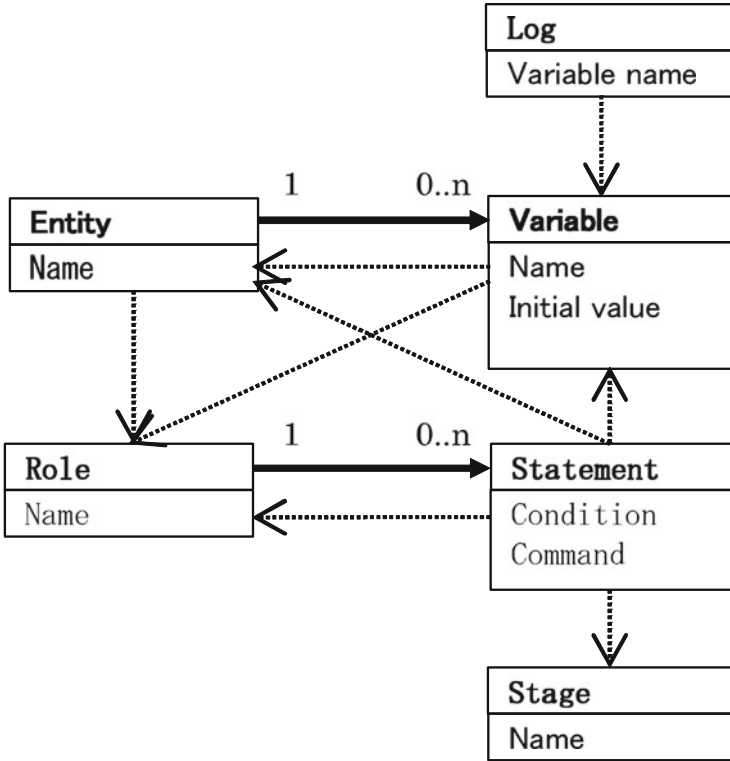 Log
Variable name
1 0..n
Entity
Name
Variable
Name
Initial value
1 0..n
Role
Name
Statement
Condition
Command
Stage
Name